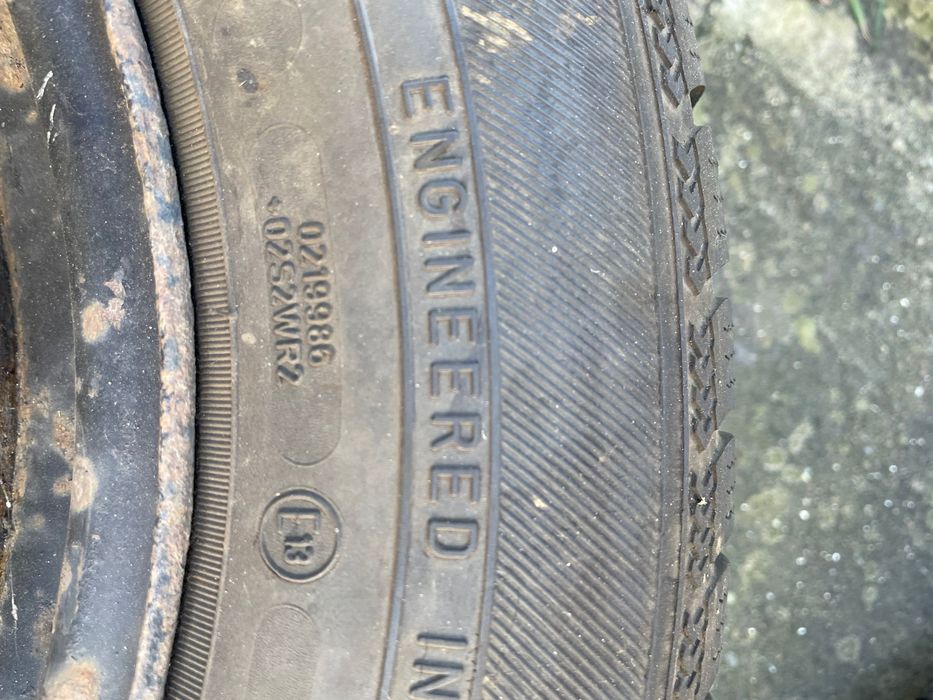 ENGINEERED IN
0219986
+02S2WR2
E13